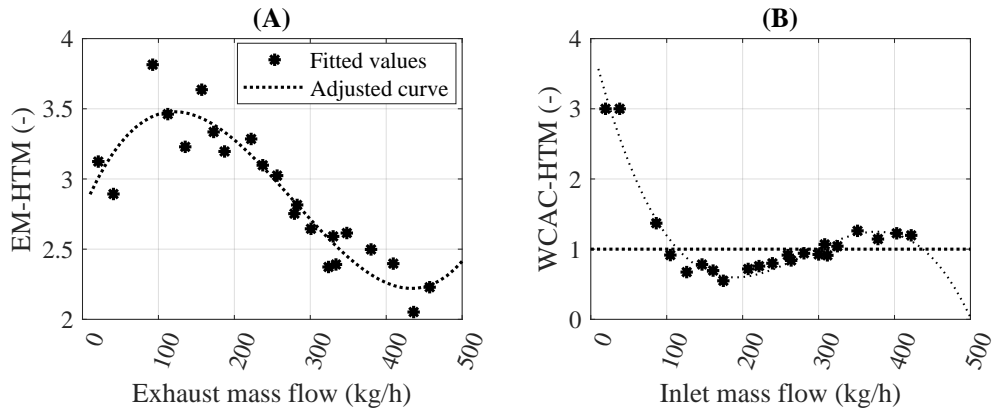 (A)
EM-HTM (-)
4
3.5
3
2.5
2
Fitted values
Adjusted curve
0
100
200
300
400
500
Exhaust mass flow (kg/h)
(B)
WCAC-HTM (-)
4
3
2
1
0
0
100
200
300
400
500
Inlet mass flow (kg/h)